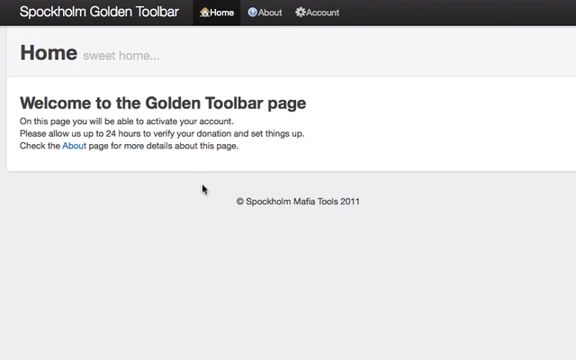 Spockholm Golden Toolbar Home About Account
Home sweet home...
Welcome to the Golden Toolbar page
On this page you will be able to activate your account.
Please allow us up to 24 hours to verify your donation and set things up.
Check the About page for more details about this page.
© Spockholm Mafia Tools 2011